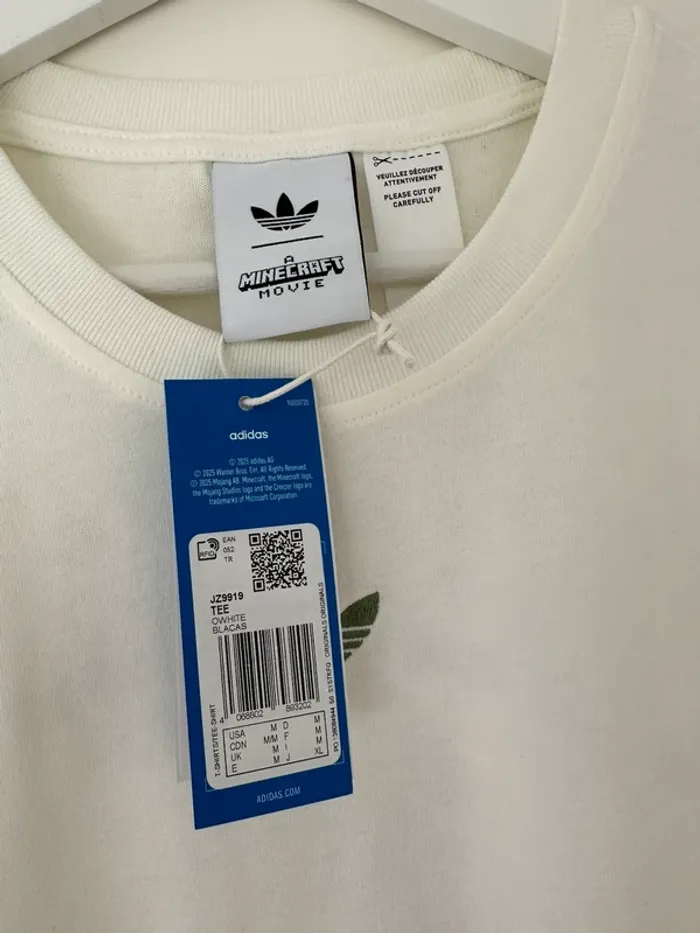 A
MINECRAFT
MOVIE
VEUILLEZ DÉCOUPER
ATTENTIVEMENT
PLEASE CUT OFF
CAREFULLY
adidas
© 2025 adidas AG
© 2025 Warner Bros. Ent. All Rights Reserved.
© 2025 Mojang AB. Minecraft, the Minecraft logo,
the Mojang Studios logo and the Creeper logo are
trademarks of Microsoft Corporation.
RFID
EAN
052
TR
JZ9919
TEE
OWHITE
BLACAS
4 066802 893202
USA M D M
CDN M/M F M
UK M I M
E M J XL
T-SHIRTS/TEE-SHIRT
ORIGINALS ORIGINALS
ADIDAS.COM